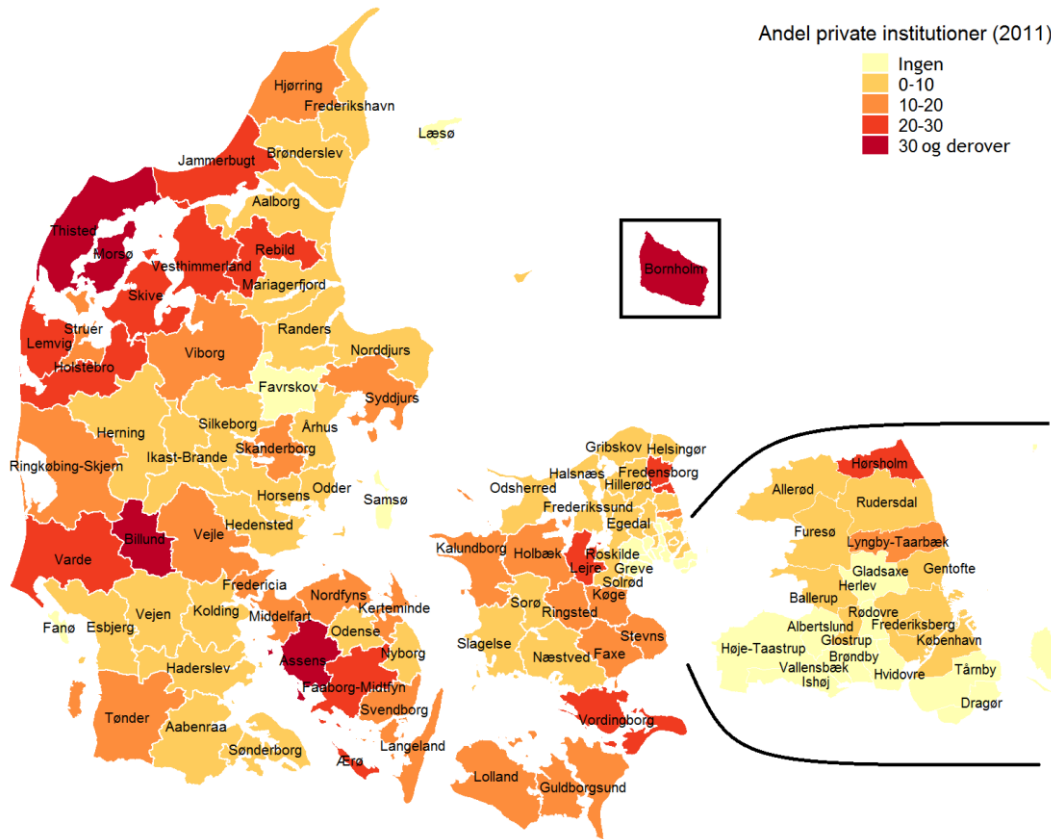 Andel private institutioner (2011)
Ingen
0-10
10-20
20-30
30 og derover
Hjørring
Frederikshavn
Læsø
Brønderslev
Jammerbugt
Aalborg
Thisted
Morsø
Vesthimmerland
Rebild
Bornholm
Mariagerfjord
Skive
Struer
Randers
Lemvig
Viborg
Norddjurs
Holstebro
Favrskov
Syddjurs
Silkeborg
Århus
Herning
Skanderborg
Ikast-Brande
Ringkøbing-Skjern
Odder
Horsens
Samsø
Hedensted
Billund
Vejle
Varde
Fredericia
Nordfyns
Middelfart
Kerteminde
Fanø
Esbjerg
Vejen
Kolding
Odense
Nyborg
Assens
Haderslev
Faaborg-Midtfyn
Svendborg
Tønder
Aabenraa
Langeland
Sønderborg
Ærø
Gribskov
Helsingør
Halsnæs
Fredensborg
Hillerød
Odsherred
Frederikssund
Egedal
Kalundborg
Holbæk
Roskilde
Lejre
Greve
Solrød
Sorø
Køge
Ringsted
Slagelse
Stevns
Næstved
Faxe
Vordingborg
Lolland
Guldborgsund
Hørsholm
Allerød
Rudersdal
Furesø
Lyngby-Taarbæk
Gladsaxe
Gentofte
Herlev
Ballerup
Rødovre
Albertslund
Frederiksberg
Glostrup
København
Høje-Taastrup
Brøndby
Vallensbæk
Ishøj
Hvidovre
Tårnby
Dragør